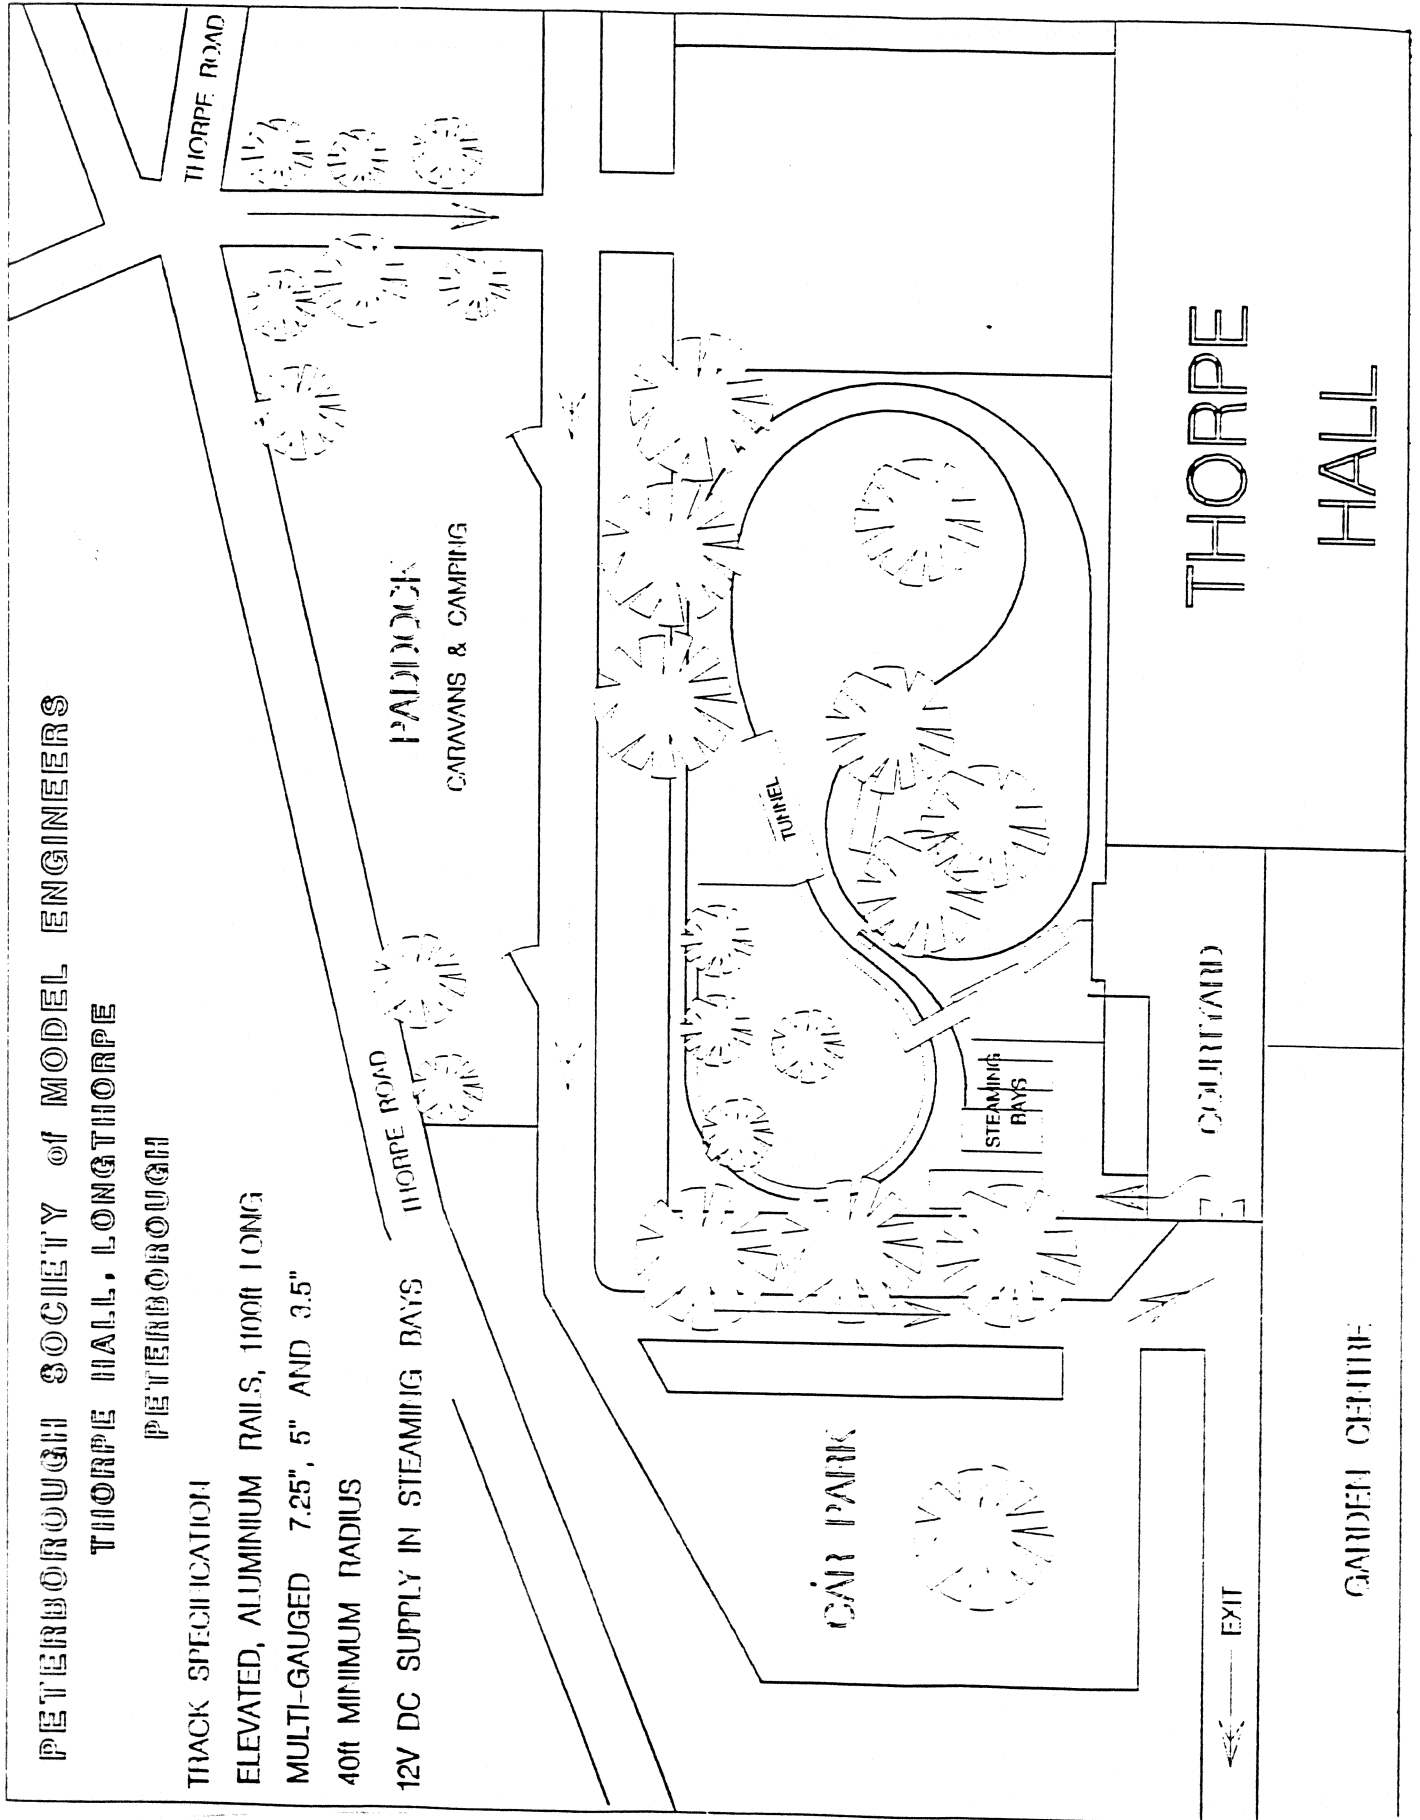 PETERBOROUGH SOCIETY of MODEL ENGINEERS
THORPE HALL, LONGTHORPE
PETERBOROUGH
TRACK SPECIFICATION
ELEVATED, ALUMINIUM RAILS, 1100ft LONG
MULTI-GAUGED 7.25", 5" AND 3.5"
40ft MINIMUM RADIUS
12V DC SUPPLY IN STEAMING BAYS
THORPE ROAD
THORPE ROAD
PADDOCK
CARAVANS & CAMPING
TUNNEL
STEAMING
BAYS
CAR PARK
COURTYARD
THORPE
HALL
EXIT
GARDEN CENTRE